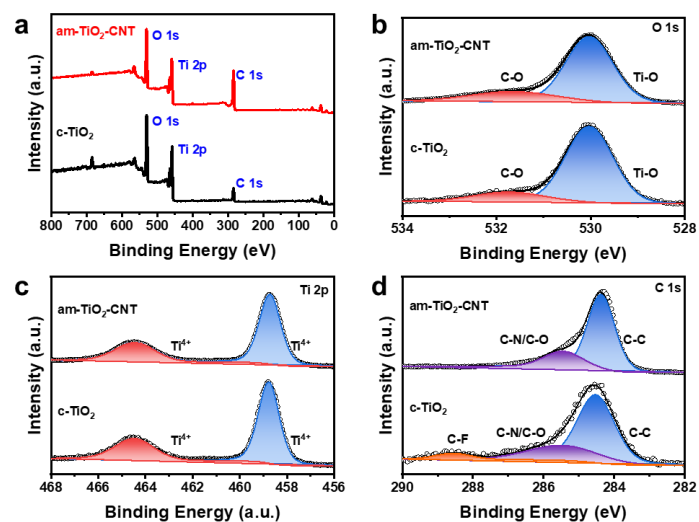 a
am-TiO₂-CNT
O 1s
Ti 2p
C 1s
O 1s
c-TiO₂
Ti 2p
C 1s
Intensity (a.u.)
800 700 600 500 400 300 200 100 0
Binding Energy (eV)
b
O 1s
am-TiO₂-CNT
C-O
Ti-O
c-TiO₂
C-O
Ti-O
Intensity (a.u.)
534 532 530 528
Binding Energy (eV)
c
Ti 2p
am-TiO₂-CNT
Ti⁴⁺
Ti⁴⁺
c-TiO₂
Ti⁴⁺
Ti⁴⁺
Intensity (a.u.)
468 466 464 462 460 458 456
Binding Energy (a.u.)
d
C 1s
am-TiO₂-CNT
C-N/C-O
C-C
c-TiO₂
C-F
C-N/C-O
C-C
Intensity (a.u.)
290 288 286 284 282
Binding Energy (eV)